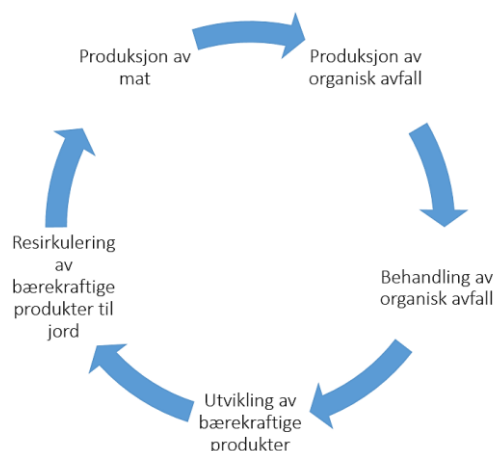 Produksjon av
mat
Produksjon av
organisk avfall
Behandling av
organisk avfall
Utvikling av
bærekraftige
produkter
Resirkulering
av
bærekraftige
produkter til
jord